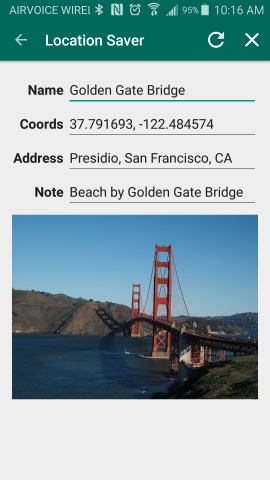 AIRVOICE WIREL 95% 10:16 AM
Location Saver
Name Golden Gate Bridge
Coords 37.791693, -122.484574
Address Presidio, San Francisco, CA
Note Beach by Golden Gate Bridge